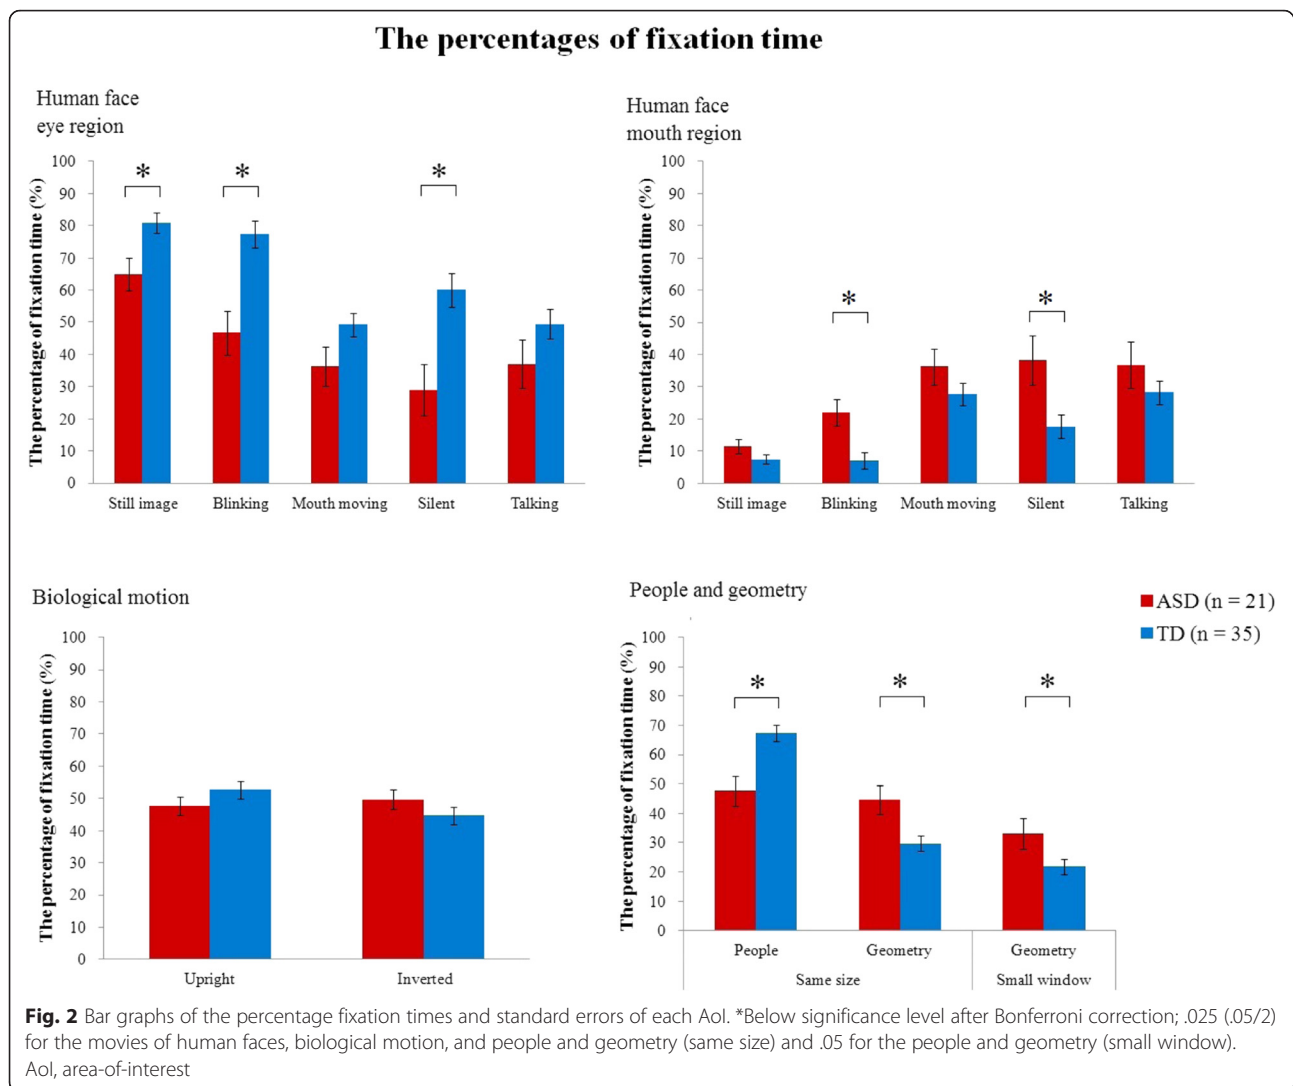 The percentages of fixation time
Human face
eye region
The percentage of fixation time (%)
100
90
80
70
60
50
40
30
20
10
0
*
*
*
Still image
Blinking
Mouth moving
Silent
Talking
Human face
mouth region
The percentage of fixation time (%)
100
90
80
70
60
50
40
30
20
10
0
*
*
Still image
Blinking
Mouth moving
Silent
Talking
Biological motion
The percentage of fixation time (%)
100
90
80
70
60
50
40
30
20
10
0
Upright
Inverted
People and geometry
The percentage of fixation time (%)
100
90
80
70
60
50
40
30
20
10
0
*
*
*
People
Geometry
Geometry
Same size
Small window
ASD (n = 21)
TD (n = 35)
Fig. 2 Bar graphs of the percentage fixation times and standard errors of each AoI. *Below significance level after Bonferroni correction; .025 (.05/2)
for the movies of human faces, biological motion, and people and geometry (same size) and .05 for the people and geometry (small window).
AoI, area-of-interest